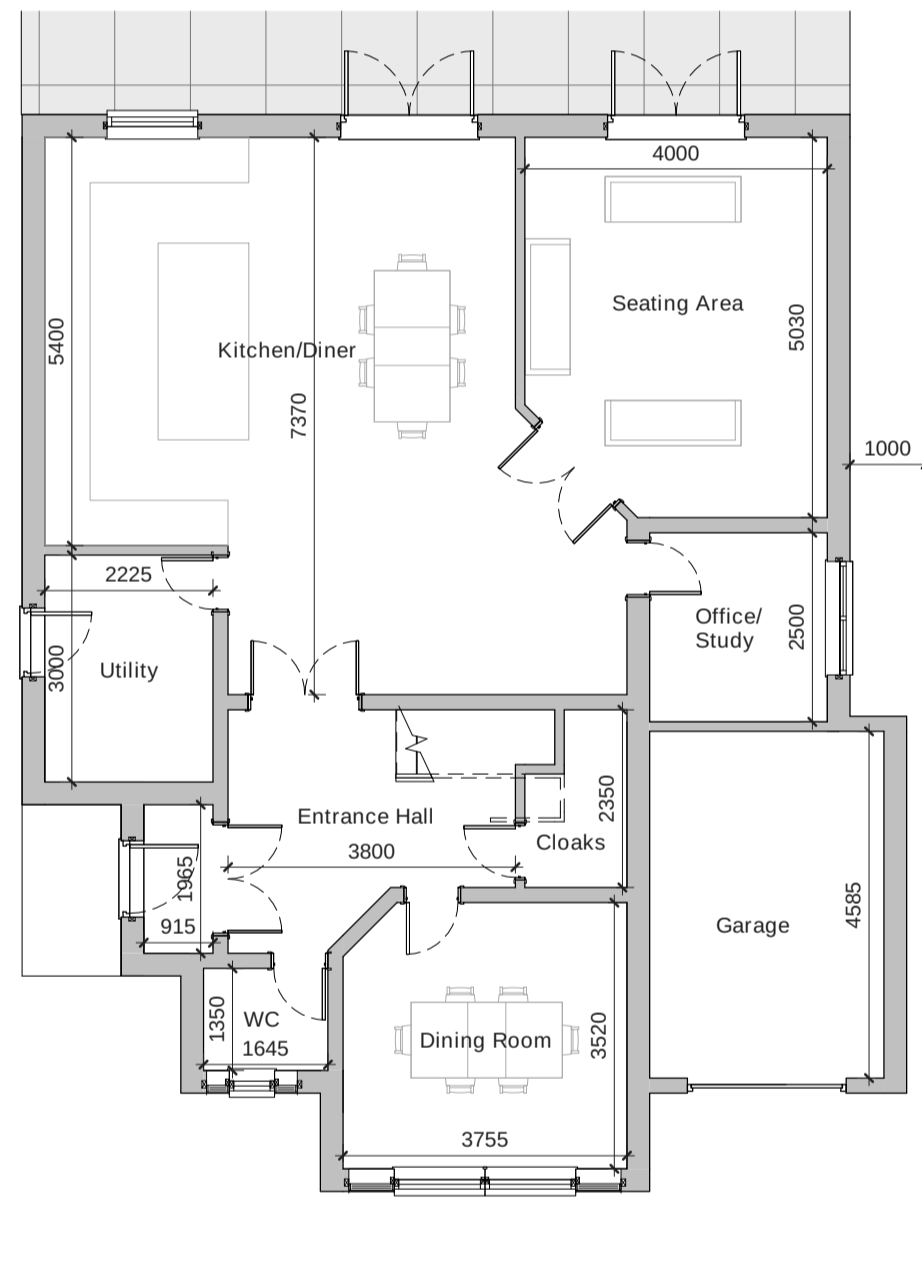 4000
Seating Area
5400
5030
Kitchen/Diner
7370
1000
2225
Office/
Study
2500
3000
Utility
Entrance Hall
2350
3800
Cloaks
1965
915
Garage
4585
1350
WC
1645
Dining Room
3520
3755